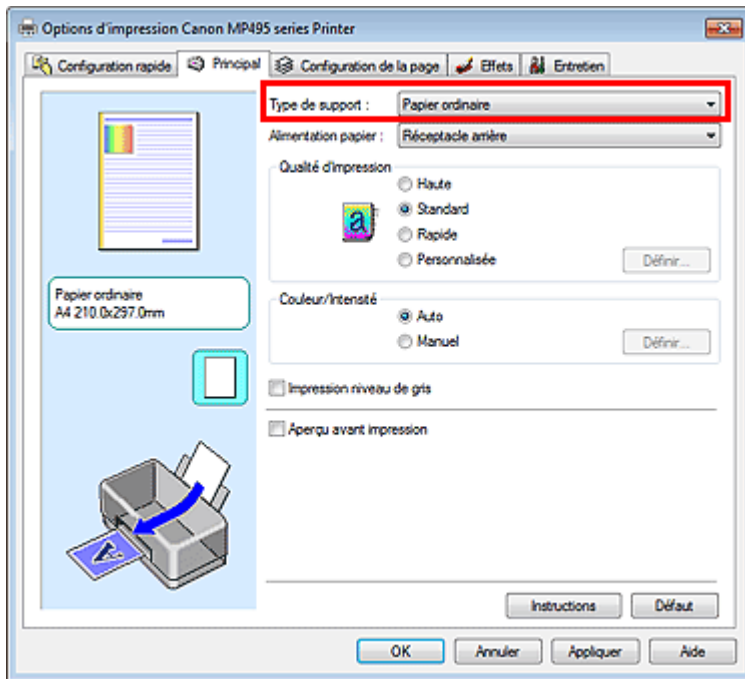 Options d'impression Canon MP495 series Printer
Configuration rapide Principal Configuration de la page Effets Entretien
Type de support : Papier ordinaire
Alimentation papier : Réceptacle arrière
Qualité d'impression
Haute
a Standard
Rapide
Personnalisée Définir...
Papier ordinaire
A4 210.0x297.0mm
Couleur/Intensité
Auto
Manuel Définir...
Impression niveau de gris
Aperçu avant impression
A
Instructions Défaut
OK Annuler Appliquer Aide